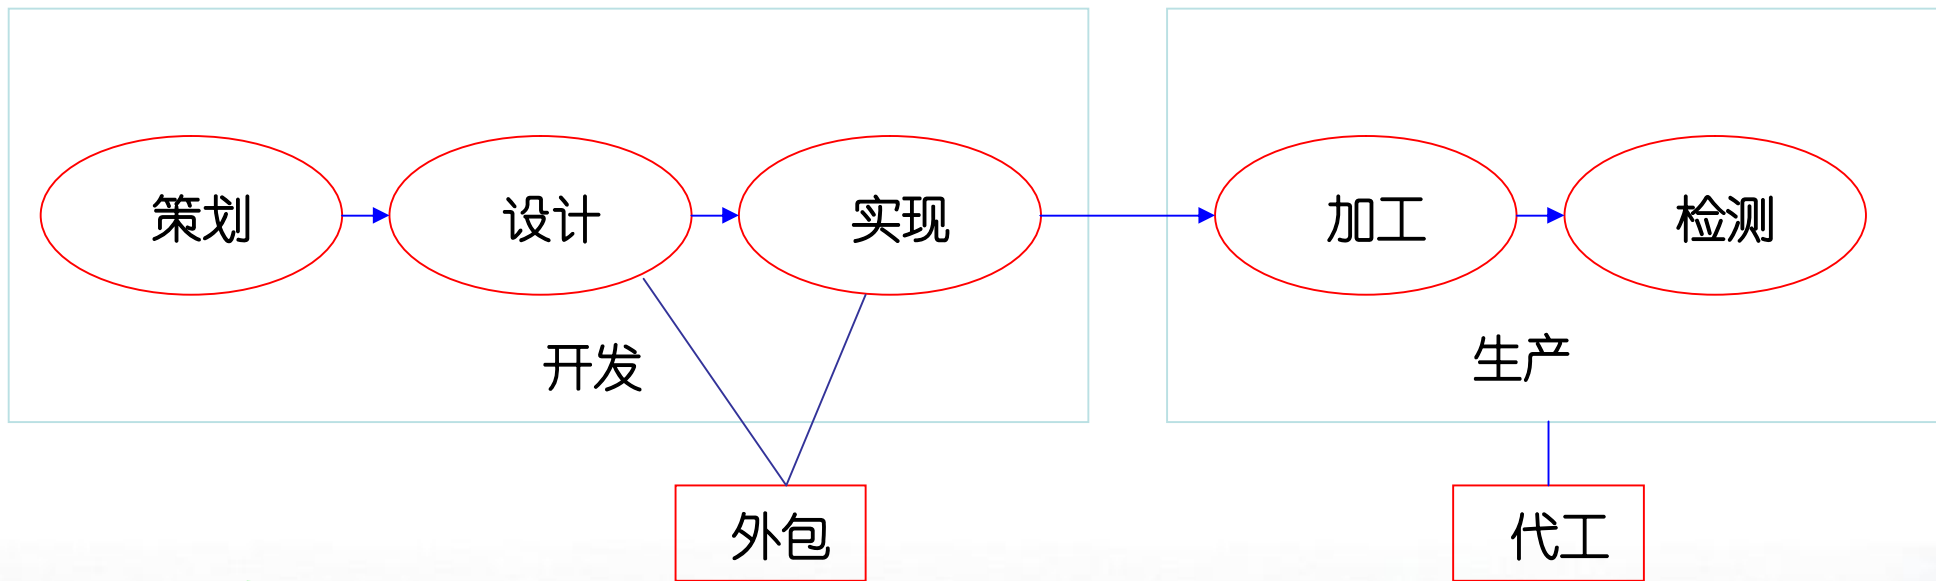 策划
设计
实现
加工
检测
开发
生产
外包
代工